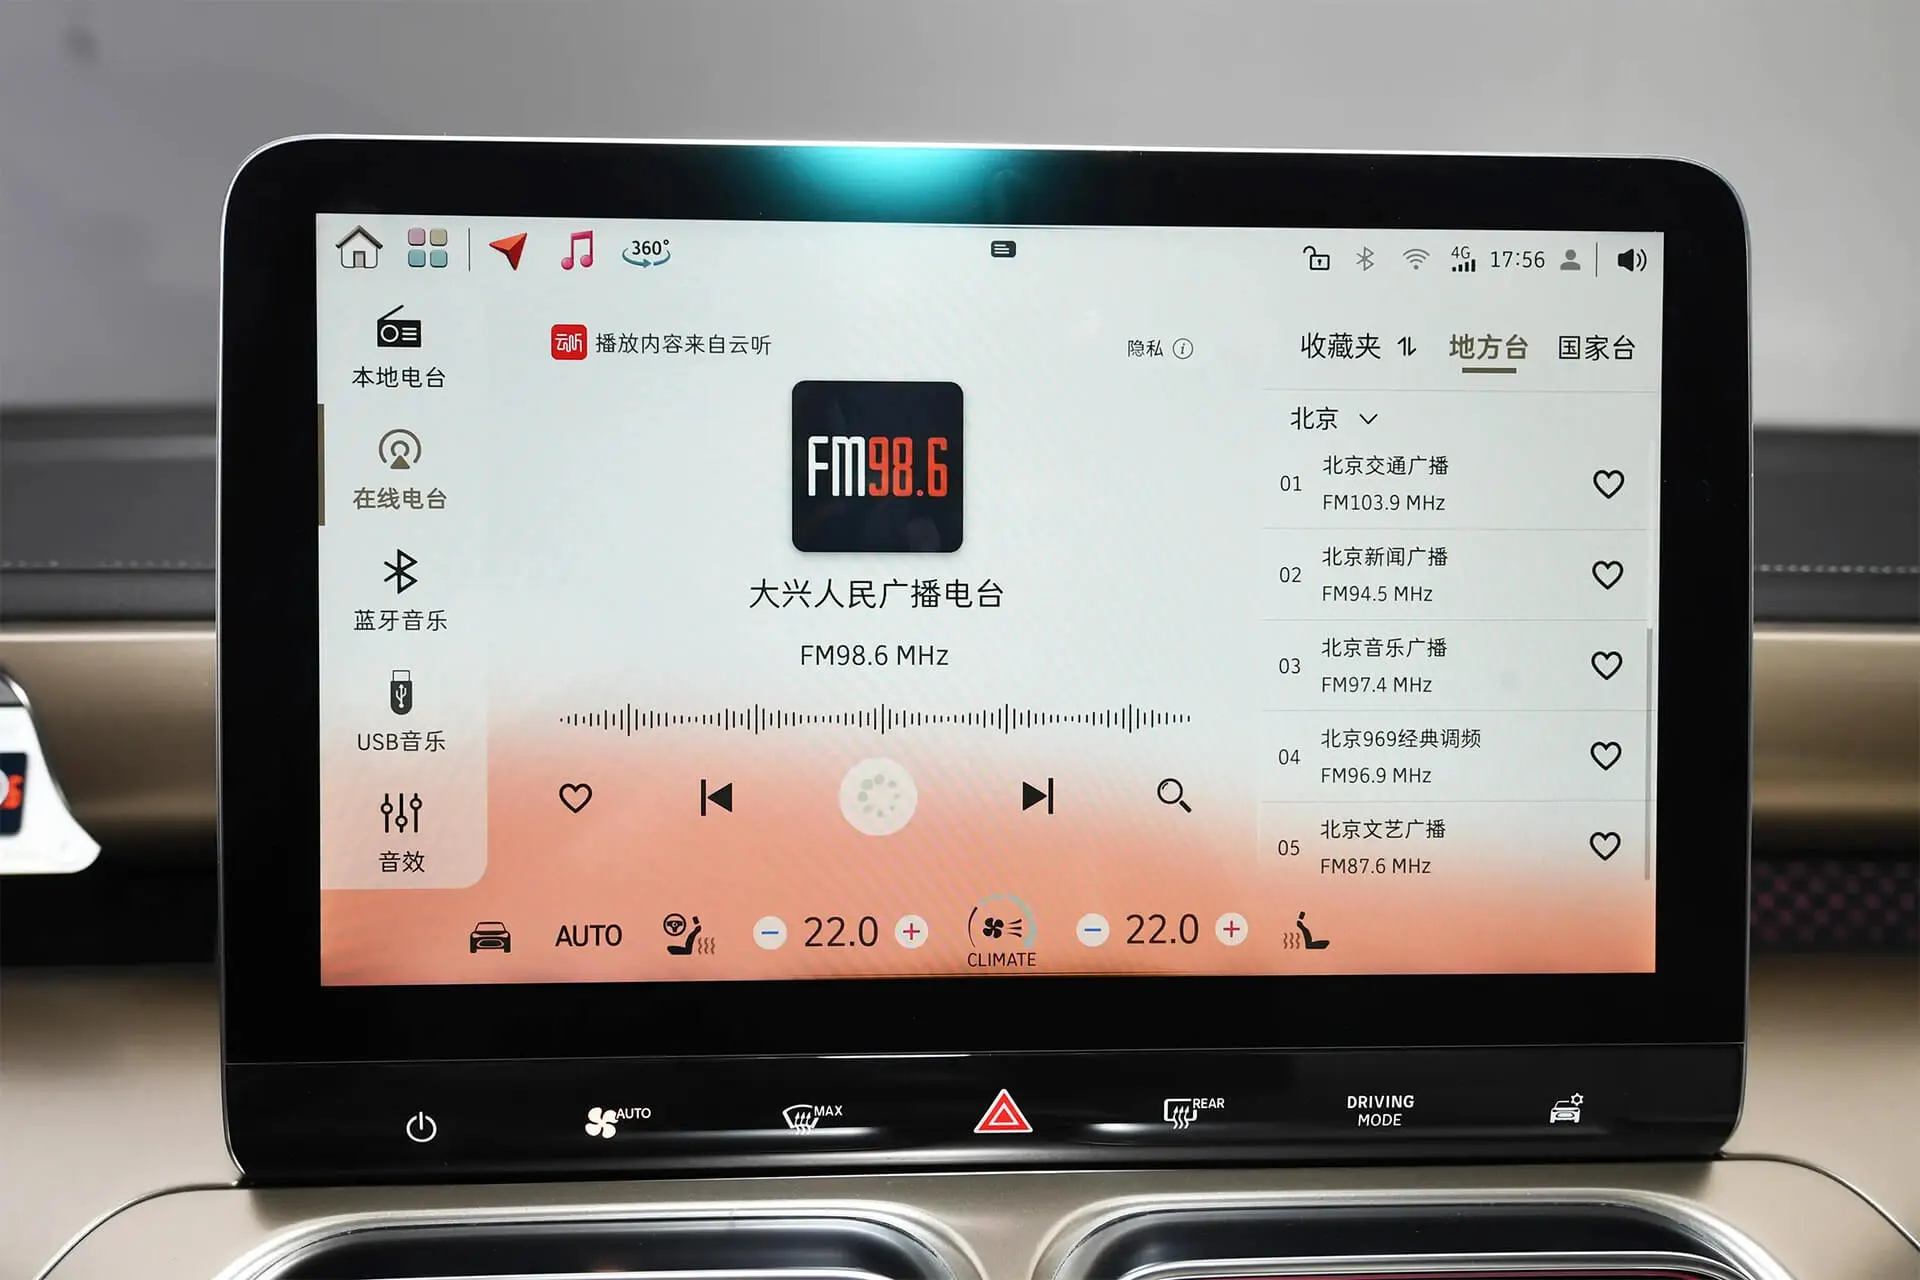 360°
4G
17:56
本地电台
在线电台
蓝牙音乐
USB音乐
音效
云听 播放内容来自云听
隐私
FM98.6
大兴人民广播电台
FM98.6 MHz
收藏夹 地方台 国家台
北京
01 北京交通广播
FM103.9 MHz
02 北京新闻广播
FM94.5 MHz
03 北京音乐广播
FM97.4 MHz
04 北京969经典调频
FM96.9 MHz
05 北京文艺广播
FM87.6 MHz
AUTO
22.0
CLIMATE
22.0
AUTO
MAX
REAR
DRIVING
MODE